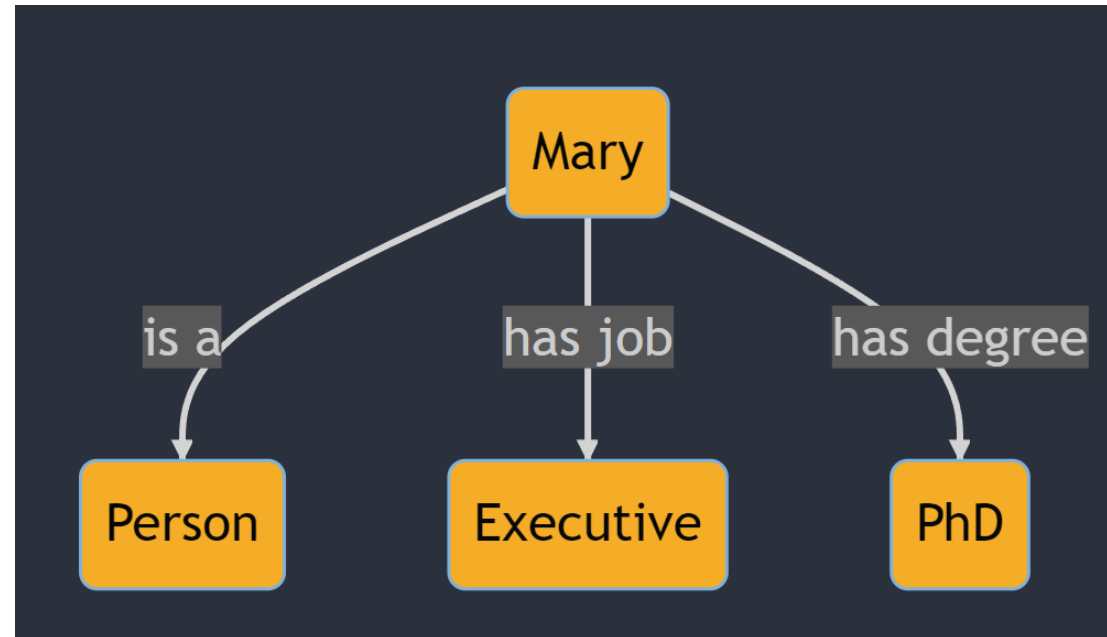 Mary
is a
has job
has degree
Person
Executive
PhD